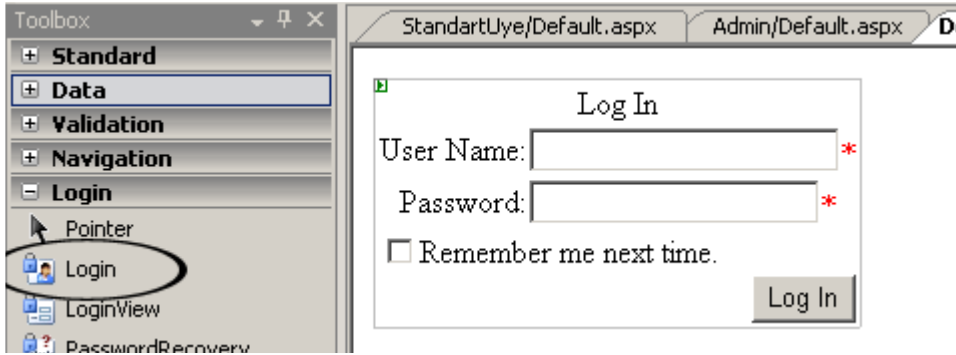 Toolbox
Standard
Data
Validation
Navigation
Login
Pointer
Login
LoginView
PasswordRecovery
StandartUye/Default.aspx
Admin/Default.aspx
Log In
User Name: *
Password: *
Remember me next time.
Log In